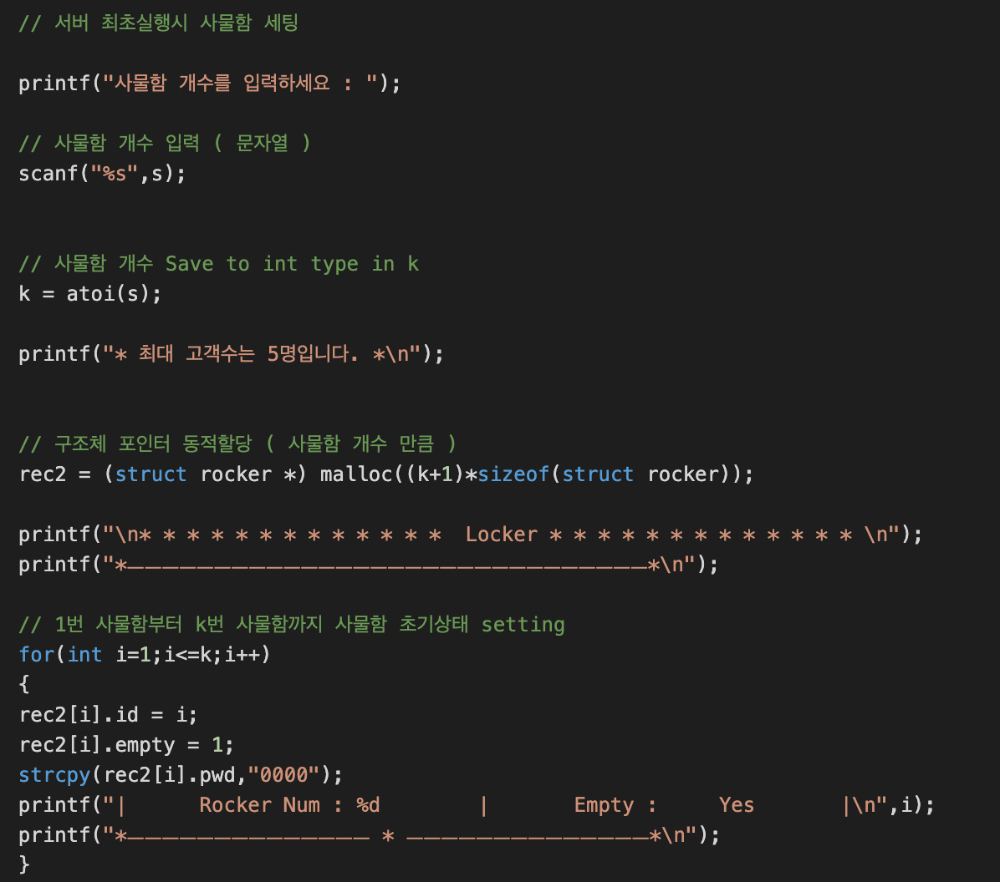 // 서버 최초실행시 사물함 세팅
printf("사물함 개수를 입력하세요 : ");
// 사물함 개수 입력 ( 문자열 )
scanf("%s",s);
// 사물함 개수 Save to int type in k
k = atoi(s);
printf("* 최대 고객수는 5명입니다. *\n");
// 구조체 포인터 동적할당 ( 사물함 개수 만큼 )
rec2 = (struct rocker *) malloc((k+1)*sizeof(struct rocker));
printf("\n* * * * * * * * * * * * *  Locker * * * * * * * * * * * * * \n");
printf("*——————————————————————————————*\n");
// 1번 사물함부터 k번 사물함까지 사물함 초기상태 setting
for(int i=1;i<=k;i++)
{
rec2[i].id = i;
rec2[i].empty = 1;
strcpy(rec2[i].pwd,"0000");
printf("|      Rocker Num : %d        |       Empty :     Yes       |\n",i);
printf("*—————————————— * ——————————————*\n");
}